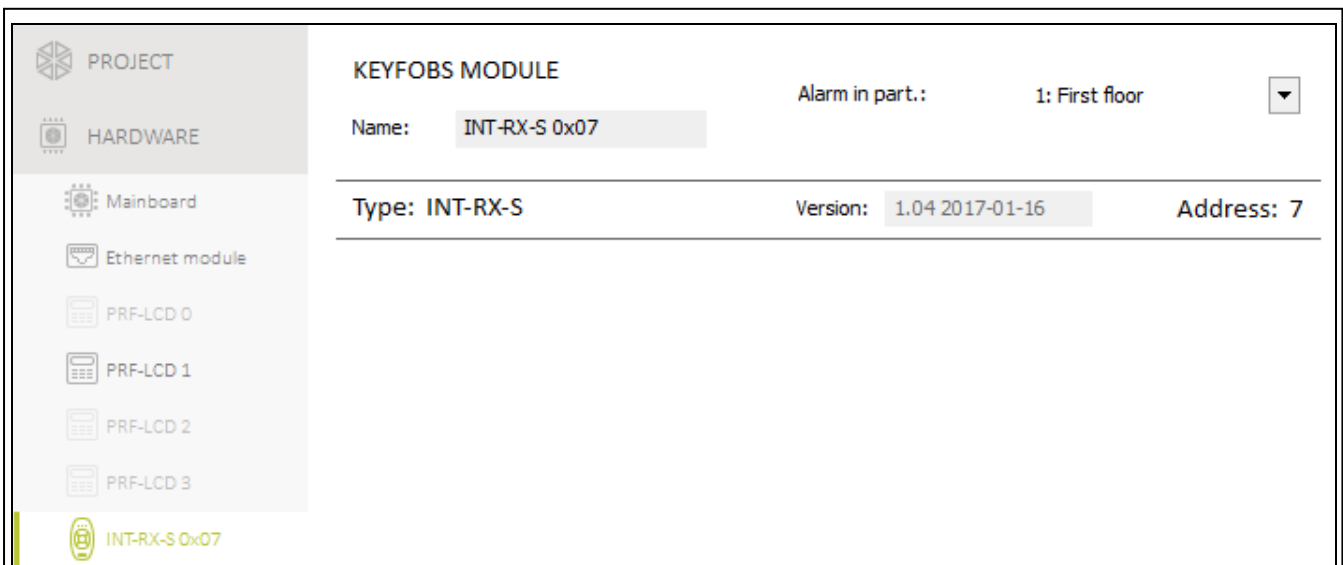 PROJECT
HARDWARE
Mainboard
Ethernet module
PRF-LCD 0
PRF-LCD 1
PRF-LCD 2
PRF-LCD 3
INT-RX-S 0x07
KEYFOBS MODULE
Name: INT-RX-S 0x07
Alarm in part.: 1: First floor
Type: INT-RX-S Version: 1.04 2017-01-16 Address: 7